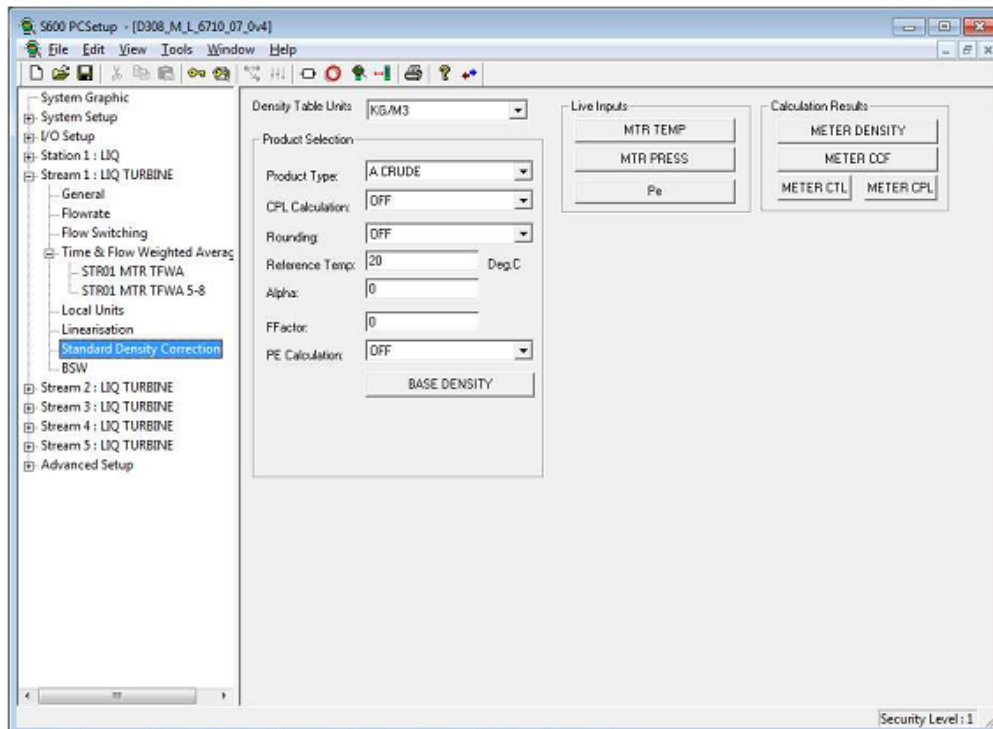 S600 PCSetup - [D308_M_L_6710_07_0v4]
File Edit View Tools Window Help
System Graphic
System Setup
I/O Setup
Station 1 : LIQ
Stream 1 : LIQ TURBINE
General
Flowrate
Flow Switching
Time & Flow Weighted Averag
STR01 MTR TFWA
STR01 MTR TFWA 5-8
Local Units
Linearisation
Standard Density Correction
BSW
Stream 2 : LIQ TURBINE
Stream 3 : LIQ TURBINE
Stream 4 : LIQ TURBINE
Stream 5 : LIQ TURBINE
Advanced Setup
Density Table Units KG/M3
Product Selection
Product Type: A CRUDE
CPL Calculation: OFF
Rounding: OFF
Reference Temp: 20 Deg.C
Alpha: 0
FFactor: 0
PE Calculation: OFF
BASE DENSITY
Live Inputs
MTR TEMP
MTR PRESS
Pe
Calculation Results
METER DENSITY
METER CCF
METER CTL METER CPL
Security Level : 1